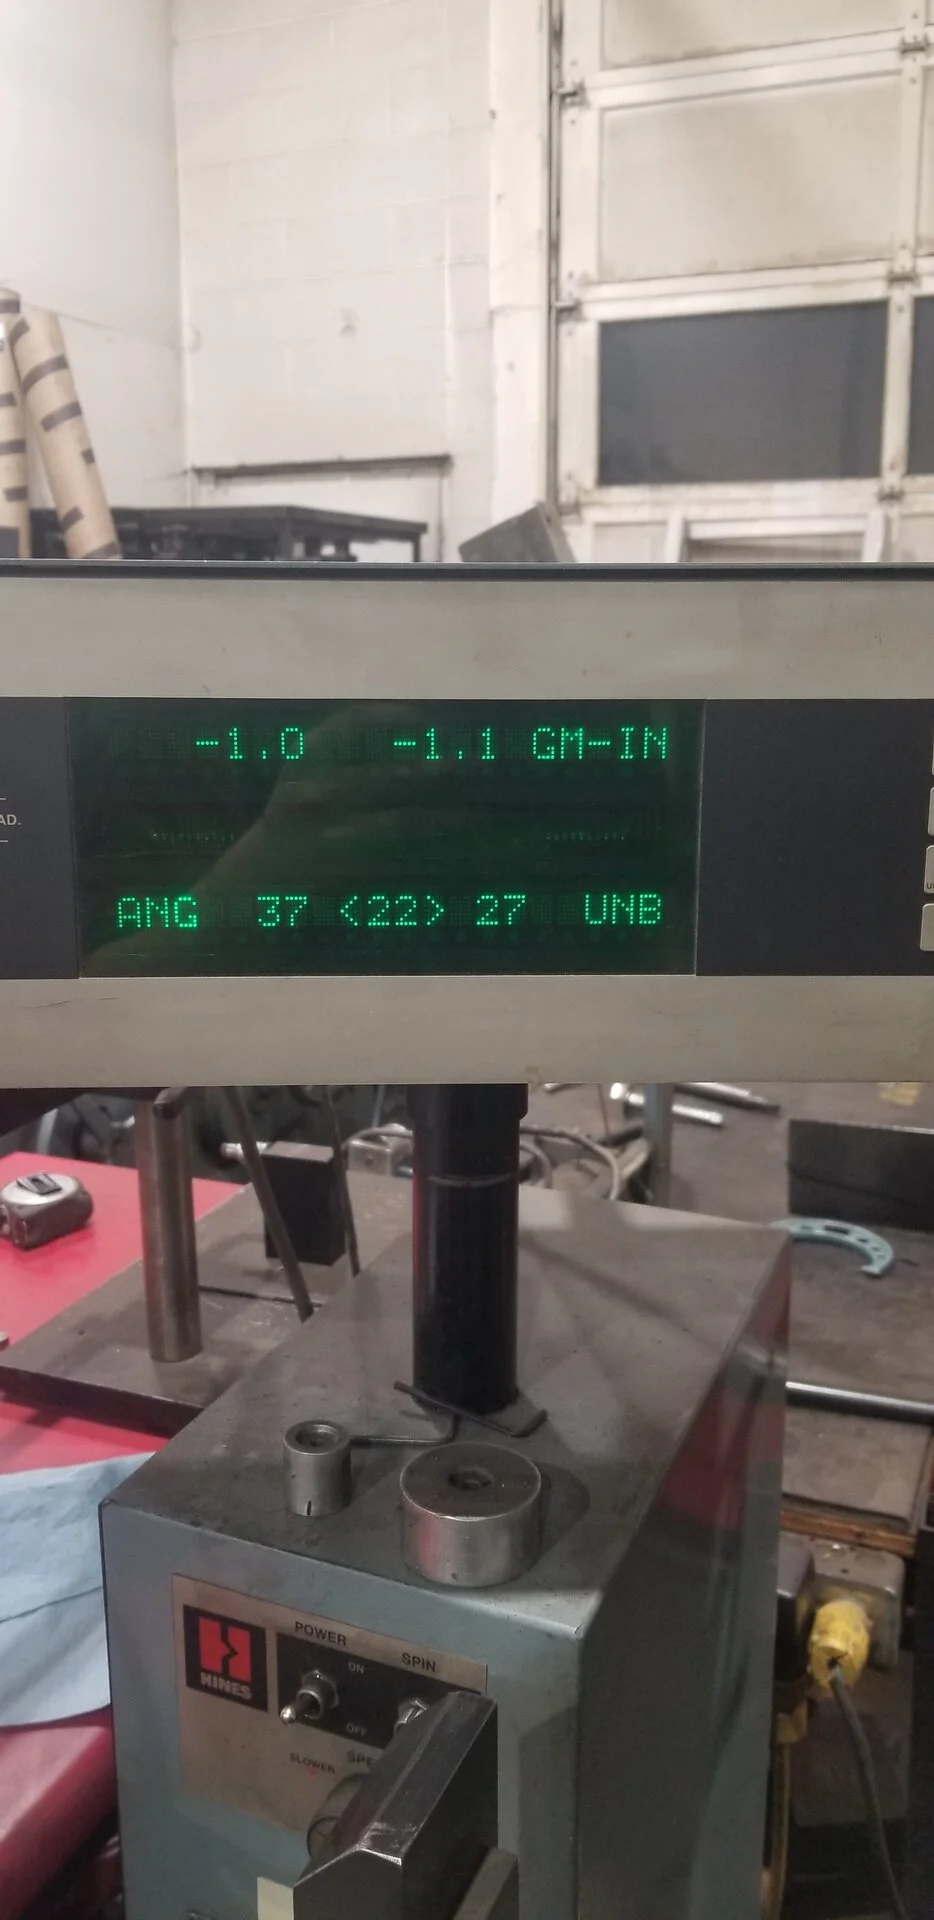 -1.0 -1.1 GM-IN
AD.
ANG 37 <22> 27 UNB
POWER
ON
SPIN
HINES
OFF
SLOWER